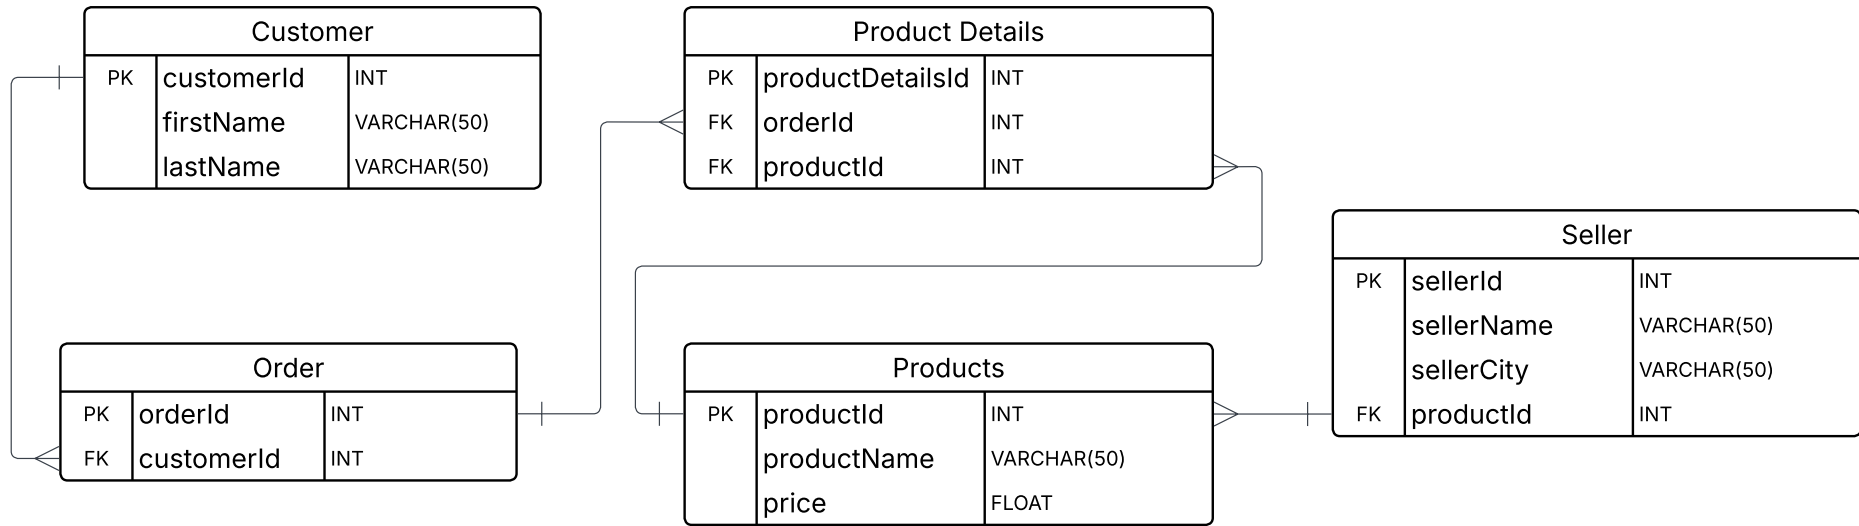 Customer
PK customerId INT
firstName VARCHAR(50)
lastName VARCHAR(50)
Product Details
PK productDetailsId INT
FK orderId INT
FK productId INT
Seller
PK sellerId INT
sellerName VARCHAR(50)
sellerCity VARCHAR(50)
FK productId INT
Order
PK orderId INT
FK customerId INT
Products
PK productId INT
productName VARCHAR(50)
price FLOAT